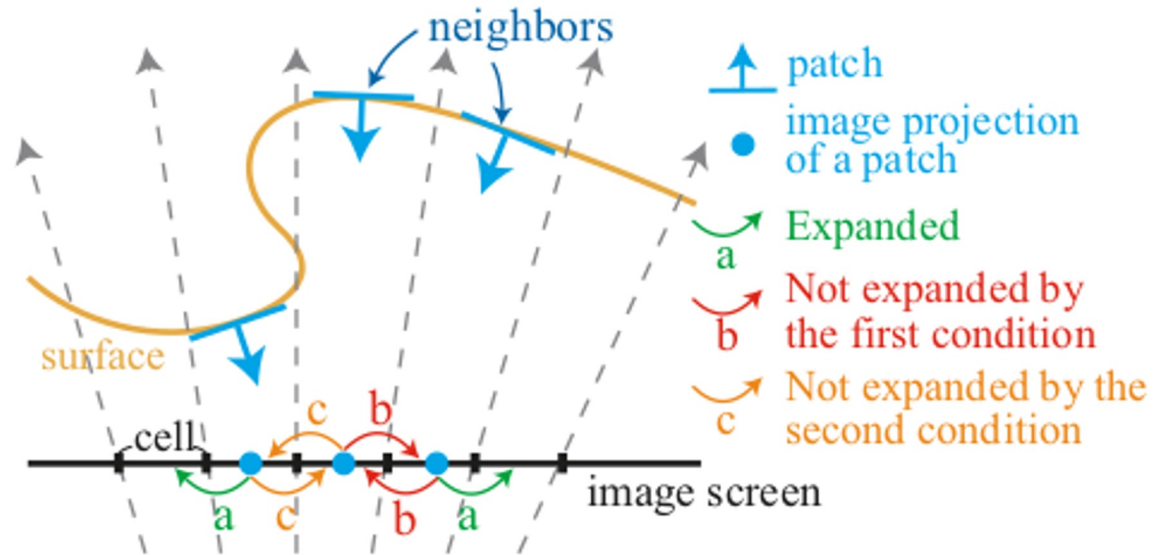 neighbors
patch
image projection
of a patch
Expanded
a
Not expanded by
the first condition
b
surface
Not expanded by the
second condition
c
c
b
cell
image screen
a
c
b
a